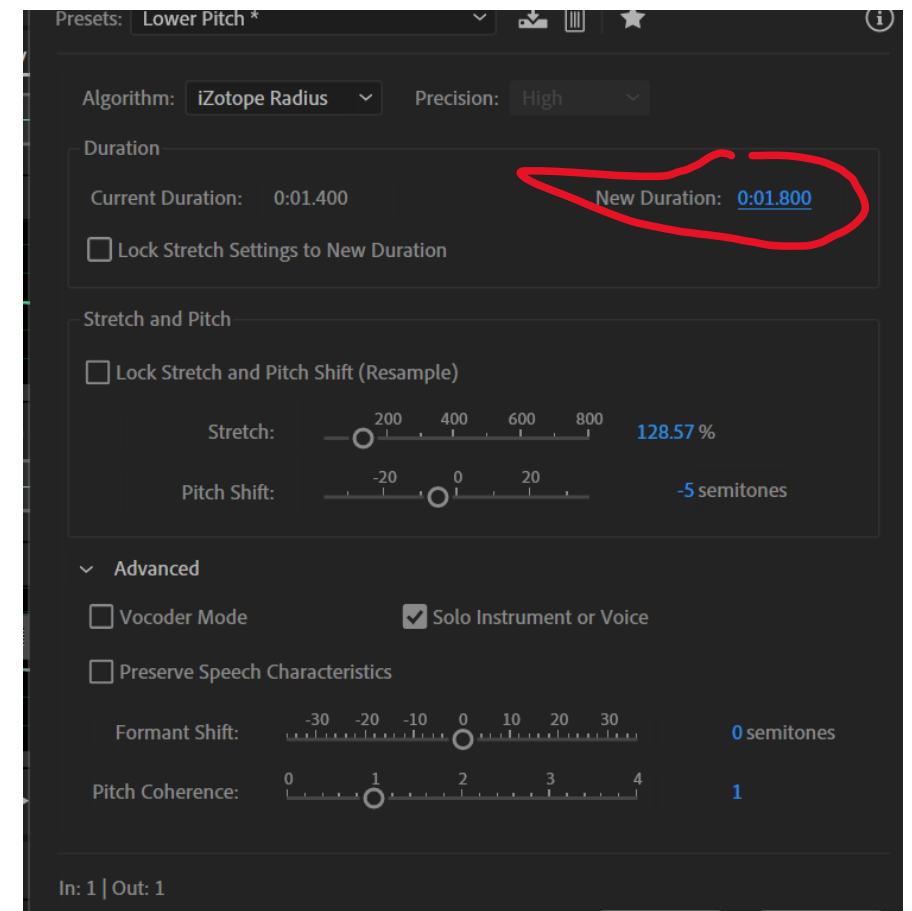 Presets: Lower Pitch *
Algorithm: iZotope Radius Precision: High
Duration
Current Duration: 0:01.400 New Duration: 0:01.800
Lock Stretch Settings to New Duration
Stretch and Pitch
Lock Stretch and Pitch Shift (Resample)
200 400 600 800
Stretch: 128.57 %
-20 0 20
Pitch Shift: -5 semitones
Advanced
Vocoder Mode Solo Instrument or Voice
Preserve Speech Characteristics
-30 -20 -10 0 10 20 30
Formant Shift: 0 semitones
0 1 2 3 4
Pitch Coherence: 1
In: 1 | Out: 1